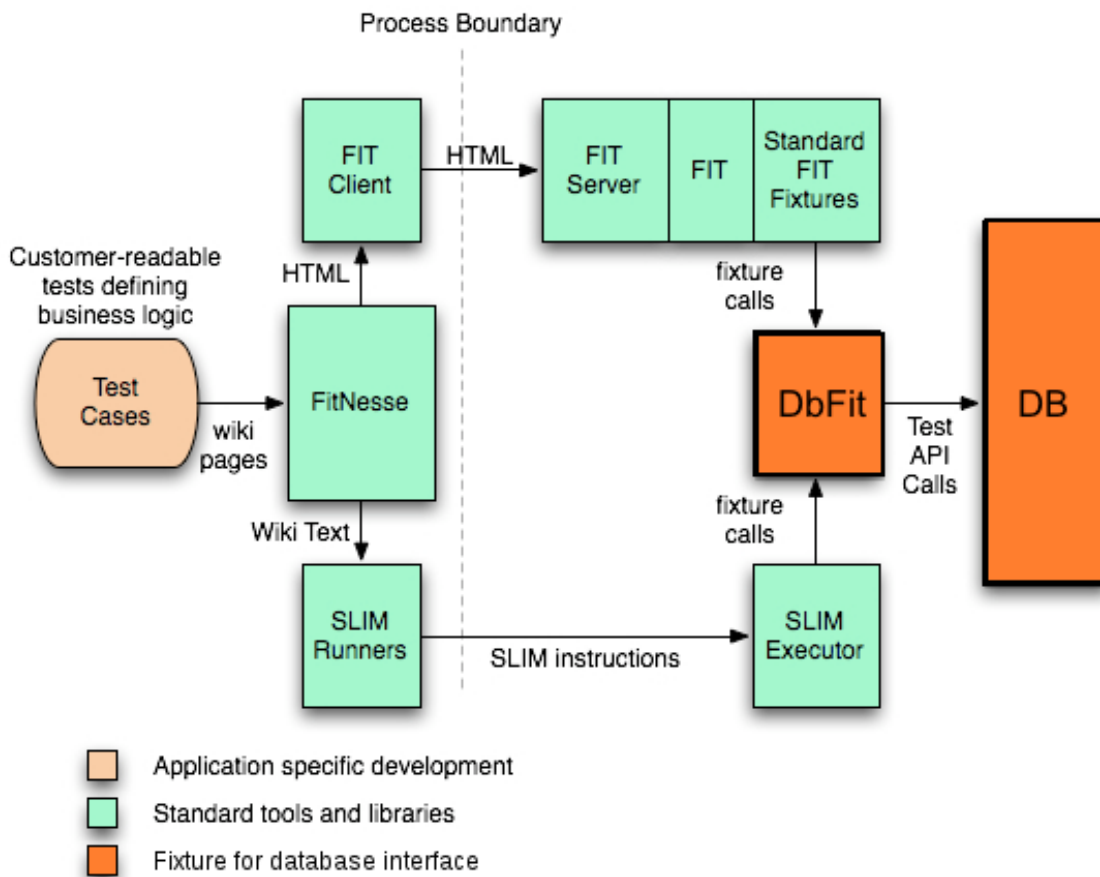 Process Boundary
FIT
Client
HTML
FIT
Server
FIT
Standard
FIT
Fixtures
Customer-readable
tests defining
business logic
HTML
fixture
calls
Test
Cases
wiki
pages
FitNesse
DbFit
Test
API
Calls
DB
Wiki Text
fixture
calls
SLIM
Runners
SLIM instructions
SLIM
Executor
Application specific development
Standard tools and libraries
Fixture for database interface